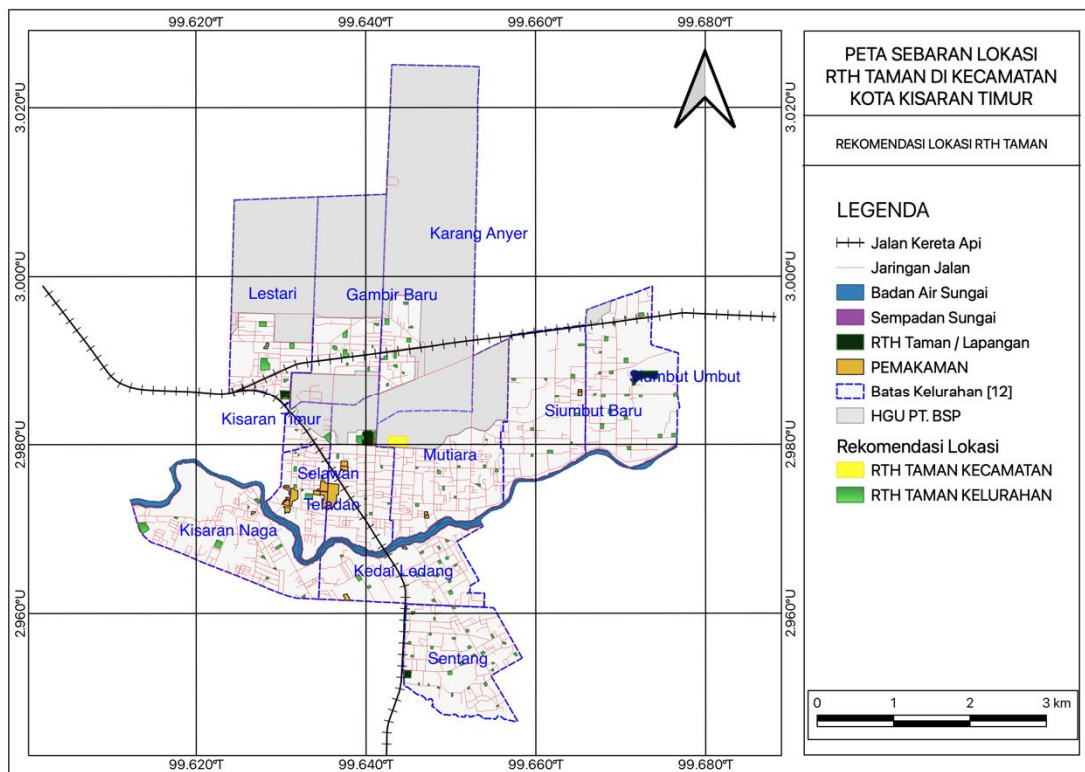 99.620°T
99.640°T
99.660°T
99.680°T
3.020°U
3.020°U
Karang Anyer
3.000°U
3.000°U
Lestari
Gambir Baru
Siumbut Umbut
Kisaran Timur
Siumbut Baru
2.980°U
2.980°U
Mutiara
Selawan
Teladan
Kisaran Naga
Kedai Ledang
2.960°U
2.960°U
Sentang
99.620°T
99.640°T
99.660°T
99.680°T
PETA SEBARAN LOKASI
RTH TAMAN DI KECAMATAN
KOTA KISARAN TIMUR
REKOMENDASI LOKASI RTH TAMAN
LEGENDA
Jalan Kereta Api
Jaringan Jalan
Badan Air Sungai
Sempadan Sungai
RTH Taman / Lapangan
PEMAKAMAN
Batas Kelurahan [12]
HGU PT. BSP
Rekomendasi Lokasi
RTH TAMAN KECAMATAN
RTH TAMAN KELURAHAN
0 1 2 3 km